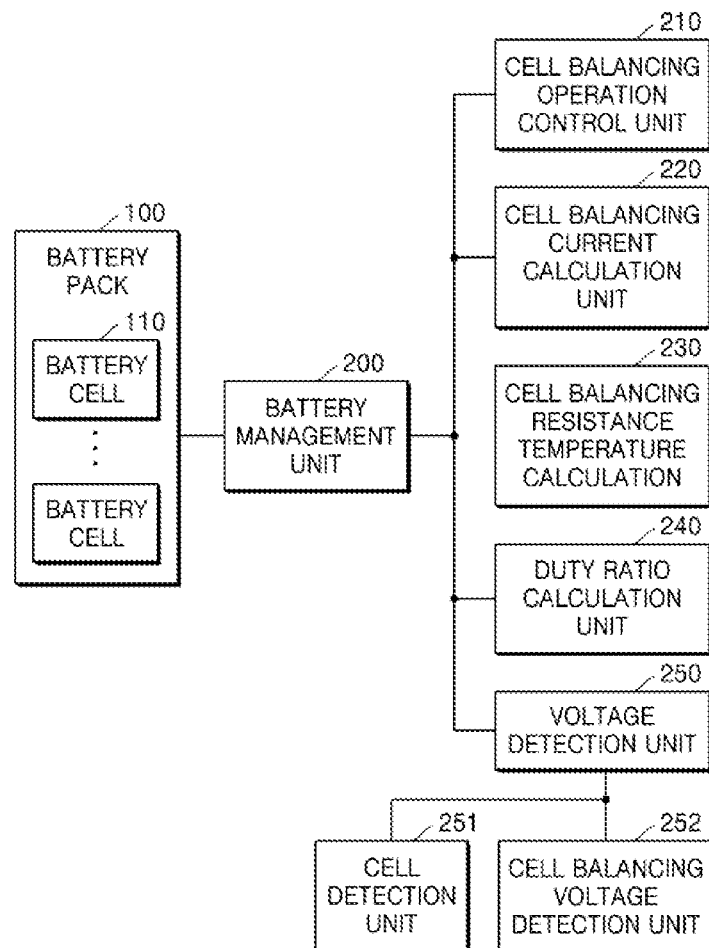 210
CELL BALANCING
OPERATION
CONTROL UNIT
220
CELL BALANCING
CURRENT
CALCULATION
UNIT
100
BATTERY
PACK
110
BATTERY
CELL
BATTERY
CELL
200
BATTERY
MANAGEMENT
UNIT
230
CELL BALANCING
RESISTANCE
TEMPERATURE
CALCULATION
240
DUTY RATIO
CALCULATION
UNIT
250
VOLTAGE
DETECTION UNIT
251
CELL
DETECTION
UNIT
252
CELL BALANCING
VOLTAGE
DETECTION UNIT